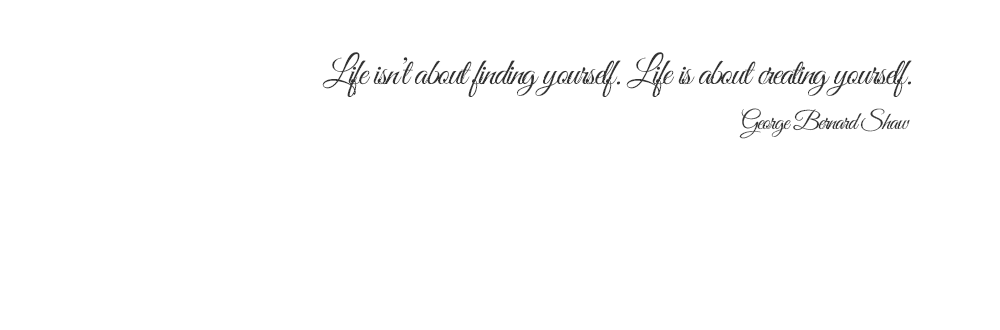 Life isn't about finding yourself. Life is about creating yourself.
George Bernard Shaw